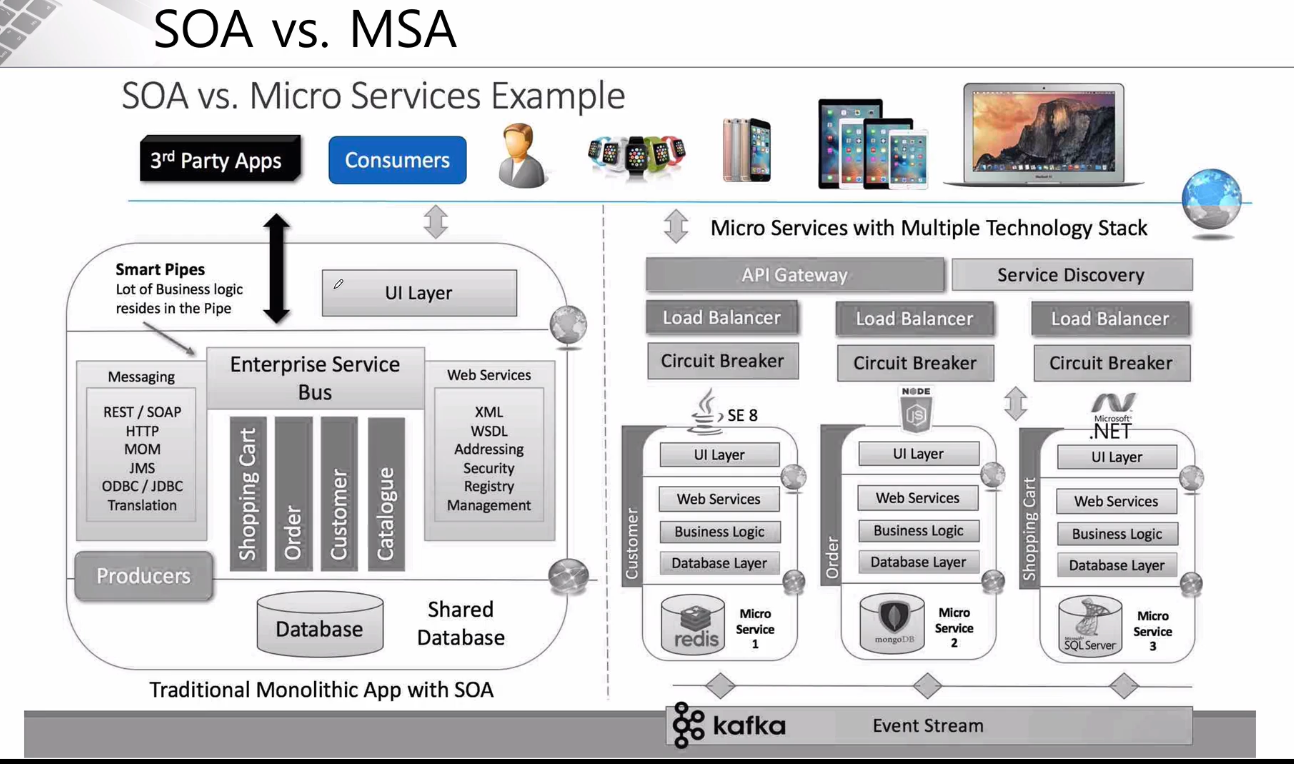 SOA vs. MSA
SOA vs. Micro Services Example
3rd Party Apps
Consumers
Smart Pipes
Lot of Business logic
resides in the Pipe
UI Layer
Enterprise Service
Bus
Messaging
REST / SOAP
HTTP
MOM
JMS
ODBC / JDBC
Translation
Shopping Cart
Order
Customer
Catalogue
Web Services
XML
WSDL
Addressing
Security
Registry
Management
Producers
Database
Shared
Database
Traditional Monolithic App with SOA
Micro Services with Multiple Technology Stack
API Gateway
Service Discovery
Load Balancer
Circuit Breaker
SE 8
Customer
UI Layer
Web Services
Business Logic
Database Layer
redis
Micro
Service
1
Load Balancer
Circuit Breaker
NODE
JS
Order
UI Layer
Web Services
Business Logic
Database Layer
mongoDB
Micro
Service
2
Load Balancer
Circuit Breaker
Microsoft
.NET
Shopping Cart
UI Layer
Web Services
Business Logic
Database Layer
Microsoft
SQL Server
Micro
Service
3
kafka
Event Stream